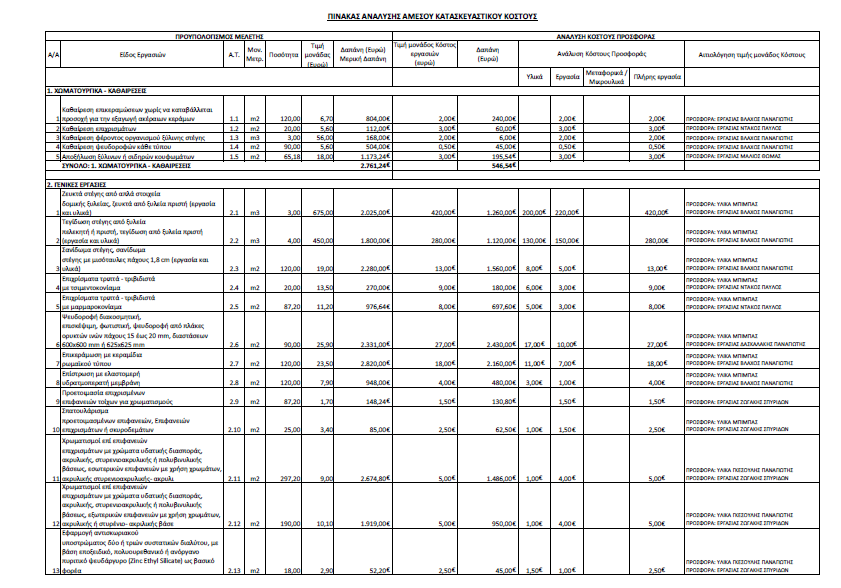 ΠΙΝΑΚΑΣ ΑΝΑΛΥΣΗΣ ΑΜΕΣΟΥ ΚΑΤΑΣΚΕΥΑΣΤΙΚΟΥ ΚΟΣΤΟΥΣ
ΠΡΟΥΠΟΛΟΓΙΣΜΟΣ ΜΕΛΕΤΗΣ ΑΝΑΛΥΣΗ ΚΟΣΤΟΥΣ ΠΡΟΣΦΟΡΑΣ
Α/Α Είδος Εργασιών Α.Τ. Μον. Μετρ. Ποσότητα Τιμή μονάδας (Ευρώ) Δαπάνη (Ευρώ) Μερική Δαπάνη Τιμή μονάδος Κόστος εργασιών (ευρώ) Δαπάνη (Ευρώ) Ανάλυση Κόστους Προσφοράς Αιτιολόγηση τιμής μονάδος Κόστους
Υλικά Εργασία Μεταφορικά / Μικρουλικά Πλήρης εργασία
1. ΧΩΜΑΤΟΥΡΓΙΚΑ - ΚΑΘΑΙΡΕΣΕΙΣ
Καθαίρεση επικεραμώσεων χωρίς να καταβάλλεται
1 προσοχή για την εξαγωγή ακέραιων κεράμων 1.1 m2 120,00 6,70 804,00€ 2,00€ 240,00€ 2,00€ 2,00€ ΠΡΟΣΦΟΡΑ: ΕΡΓΑΣΙΑΣ ΒΛΑΧΟΣ ΠΑΝΑΓΙΩΤΗΣ
2 Καθαίρεση επιχρισμάτων 1.2 m2 20,00 5,60 112,00€ 3,00€ 60,00€ 3,00€ 3,00€ ΠΡΟΣΦΟΡΑ: ΕΡΓΑΣΙΑΣ ΝΤΑΚΟΣ ΠΑΥΛΟΣ
3 Καθαίρεση φέροντος οργανισμού ξύλινης στέγης 1.3 m3 3,00 56,00 168,00€ 2,00€ 6,00€ 2,00€ 2,00€ ΠΡΟΣΦΟΡΑ: ΕΡΓΑΣΙΑΣ ΒΛΑΧΟΣ ΠΑΝΑΓΙΩΤΗΣ
4 Καθαίρεση ψευδοροφών κάθε τύπου 1.4 m2 90,00 5,60 504,00€ 0,50€ 45,00€ 0,50€ 0,50€ ΠΡΟΣΦΟΡΑ: ΕΡΓΑΣΙΑΣ ΒΛΑΧΟΣ ΠΑΝΑΓΙΩΤΗΣ
5 Αποξήλωση ξύλινων ή σιδηρών κουφωμάτων 1.5 m2 65,18 18,00 1.173,24€ 3,00€ 195,54€ 3,00€ 3,00€ ΠΡΟΣΦΟΡΑ: ΕΡΓΑΣΙΑΣ ΜΑΛΙΟΣ ΘΩΜΑΣ
ΣΥΝΟΛΟ: 1. ΧΩΜΑΤΟΥΡΓΙΚΑ - ΚΑΘΑΙΡΕΣΕΙΣ 2.761,24€ 546,54€
2. ΓΕΝΙΚΕΣ ΕΡΓΑΣΙΕΣ
Ζευκτά στέγης από απλά στοιχεία
δομικής ξυλείας, ζευκτά από ξυλεία πριστή (εργασία ΠΡΟΣΦΟΡΑ: ΥΛΙΚΑ ΜΠΙΜΠΑΣ
1 και υλικά) 2.1 m3 3,00 675,00 2.025,00€ 420,00€ 1.260,00€ 200,00€ 220,00€ 420,00€ ΠΡΟΣΦΟΡΑ: ΕΡΓΑΣΙΑΣ ΒΛΑΧΟΣ ΠΑΝΑΓΙΩΤΗΣ
Τεγίδωση στέγης από ξυλεία
πελεκητή ή πριστή, τεγίδωση από ξυλεία πριστή ΠΡΟΣΦΟΡΑ: ΥΛΙΚΑ ΜΠΙΜΠΑΣ
2 (εργασία και υλικά) 2.2 m3 4,00 450,00 1.800,00€ 280,00€ 1.120,00€ 130,00€ 150,00€ 280,00€ ΠΡΟΣΦΟΡΑ: ΕΡΓΑΣΙΑΣ ΒΛΑΧΟΣ ΠΑΝΑΓΙΩΤΗΣ
Σανίδωμα στέγης, σανίδωμα
στέγης με μισόταυλες πάχους 1,8 cm (εργασία και ΠΡΟΣΦΟΡΑ: ΥΛΙΚΑ ΜΠΙΜΠΑΣ
3 υλικά) 2.3 m2 120,00 19,00 2.280,00€ 13,00€ 1.560,00€ 8,00€ 5,00€ 13,00€ ΠΡΟΣΦΟΡΑ: ΕΡΓΑΣΙΑΣ ΒΛΑΧΟΣ ΠΑΝΑΓΙΩΤΗΣ
Επιχρίσματα τριπτά - τριβιδιστά ΠΡΟΣΦΟΡΑ: ΥΛΙΚΑ ΜΠΙΜΠΑΣ
4 με τσιμεντοκονίαμα 2.4 m2 20,00 13,50 270,00€ 9,00€ 180,00€ 6,00€ 3,00€ 9,00€ ΠΡΟΣΦΟΡΑ: ΕΡΓΑΣΙΑΣ ΝΤΑΚΟΣ ΠΑΥΛΟΣ
Επιχρίσματα τριπτά - τριβιδιστά ΠΡΟΣΦΟΡΑ: ΥΛΙΚΑ ΜΠΙΜΠΑΣ
5 με μαρμαροκονίαμα 2.5 m2 87,20 11,20 976,64€ 8,00€ 697,60€ 5,00€ 3,00€ 8,00€ ΠΡΟΣΦΟΡΑ: ΕΡΓΑΣΙΑΣ ΝΤΑΚΟΣ ΠΑΥΛΟΣ
Ψευδοροφή διακοσμητική,
επισκέψιμη, φωτιστική, ψευδοροφή από πλάκες
ορυκτών ινών πάχους 15 έως 20 mm, διαστάσεων ΠΡΟΣΦΟΡΑ: ΥΛΙΚΑ ΜΠΙΜΠΑΣ
6 600x600 mm ή 625x625 mm 2.6 m2 90,00 25,90 2.331,00€ 27,00€ 2.430,00€ 17,00€ 10,00€ 27,00€ ΠΡΟΣΦΟΡΑ: ΕΡΓΑΣΙΑΣ ΔΑΣΚΑΛΑΚΗΣ ΠΑΝΑΓΙΩΤΗΣ
Επικεράμωση με κεραμίδια ΠΡΟΣΦΟΡΑ: ΥΛΙΚΑ ΜΠΙΜΠΑΣ
7 ρωμαϊκού τύπου 2.7 m2 120,00 23,50 2.820,00€ 18,00€ 2.160,00€ 11,00€ 7,00€ 18,00€ ΠΡΟΣΦΟΡΑ: ΕΡΓΑΣΙΑΣ ΒΛΑΧΟΣ ΠΑΝΑΓΙΩΤΗΣ
Επίστρωση με ελαστομερή ΠΡΟΣΦΟΡΑ: ΥΛΙΚΑ ΜΠΙΜΠΑΣ
8 υδρατμοπερατή μεμβράνη 2.8 m2 120,00 7,90 948,00€ 4,00€ 480,00€ 3,00€ 1,00€ 4,00€ ΠΡΟΣΦΟΡΑ: ΕΡΓΑΣΙΑΣ ΒΛΑΧΟΣ ΠΑΝΑΓΙΩΤΗΣ
Προετοιμασία επιχρισμένων
9 επιφανειών τοίχων για χρωματισμούς 2.9 m2 87,20 1,70 148,24€ 1,50€ 130,80€ 1,50€ 1,50€ ΠΡΟΣΦΟΡΑ: ΕΡΓΑΣΙΑΣ ΖΩΓΑΚΗΣ ΣΠΥΡΙΔΩΝ
Σπατουλάρισμα
προετοιμασμένων επιφανειών, Επιφανειών ΠΡΟΣΦΟΡΑ: ΥΛΙΚΑ ΜΠΙΜΠΑΣ
10 επιχρισμάτων ή σκυροδεμάτων 2.10 m2 25,00 3,40 85,00€ 2,50€ 62,50€ 1,00€ 1,50€ 2,50€ ΠΡΟΣΦΟΡΑ: ΕΡΓΑΣΙΑΣ ΖΩΓΑΚΗΣ ΣΠΥΡΙΔΩΝ
Χρωματισμοί επί επιφανειών
επιχρισμάτων με χρώματα υδατικής διασποράς,
ακρυλικής, στυρενιοακρυλικής ή πολυβινυλικής
βάσεως, εσωτερικών επιφανειών με χρήση χρωμάτων, ΠΡΟΣΦΟΡΑ: ΥΛΙΚΑ ΓΚΕΣΟΥΛΗΣ ΠΑΝΑΓΙΩΤΗΣ
11 ακρυλικής στυρενιοακρυλικής- ακρυλι 2.11 m2 297,20 9,00 2.674,80€ 5,00€ 1.486,00€ 1,00€ 4,00€ 5,00€ ΠΡΟΣΦΟΡΑ: ΕΡΓΑΣΙΑΣ ΖΩΓΑΚΗΣ ΣΠΥΡΙΔΩΝ
Χρωματισμοί επί επιφανειών
επιχρισμάτων με χρώματα υδατικής διασποράς,
ακρυλικής, στυρενιοακρυλικής ή πολυβινυλικής
βάσεως, εξωτερικών επιφανειών με χρήση χρωμάτων, ΠΡΟΣΦΟΡΑ: ΥΛΙΚΑ ΓΚΕΣΟΥΛΗΣ ΠΑΝΑΓΙΩΤΗΣ
12 ακρυλικής ή στυρένιο- ακριλικής βάσε 2.12 m2 190,00 10,10 1.919,00€ 5,00€ 950,00€ 1,00€ 4,00€ 5,00€ ΠΡΟΣΦΟΡΑ: ΕΡΓΑΣΙΑΣ ΖΩΓΑΚΗΣ ΣΠΥΡΙΔΩΝ
Εφαρμογή αντισκωριακού
υποστρώματος δύο ή τριών συστατικών διαλύτου, με
βάση εποξειδικό, πολυουρεθανικό ή ανόργανο
πυριτικό ψευδάργυρο (Zinc Ethyl Silicate) ως βασικό ΠΡΟΣΦΟΡΑ: ΥΛΙΚΑ ΓΚΕΣΟΥΛΗΣ ΠΑΝΑΓΙΩΤΗΣ
13 φορέα 2.13 m2 18,00 2,90 52,20€ 2,50€ 45,00€ 1,50€ 1,00€ 2,50€ ΠΡΟΣΦΟΡΑ: ΕΡΓΑΣΙΑΣ ΖΩΓΑΚΗΣ ΣΠΥΡΙΔΩΝ